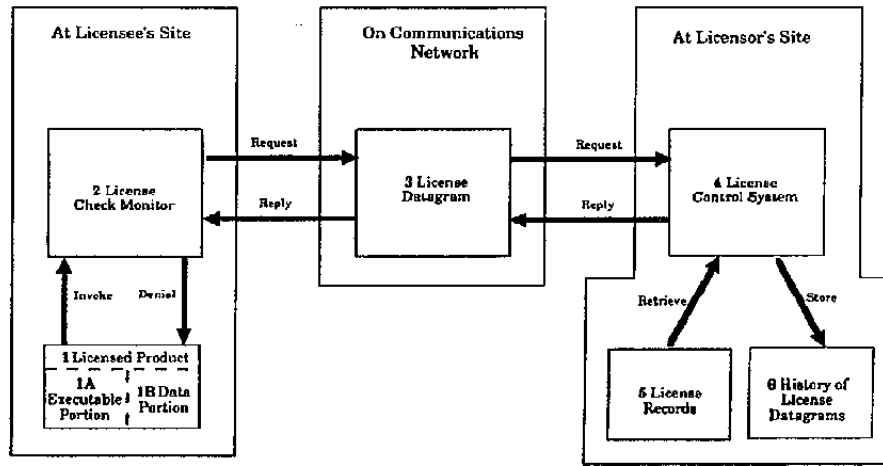 At Licensee's Site
On Communications
Network
At Licensor's Site
Request
Request
2 License
Check Monitor
3 License
Datagram
4 License
Control System
Reply
Reply
Invoke
Denial
Retrieve
Store
1 Licensed Product
1A
Executable
Portion
1B Data
Portion
5 License
Records
6 History of
License
Datagrams